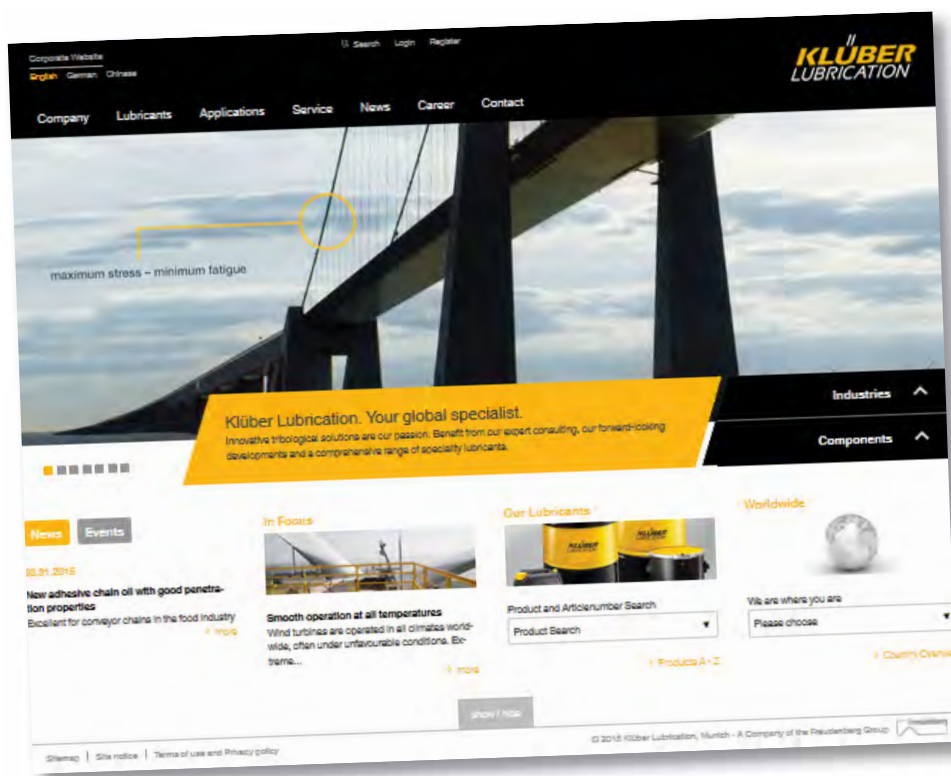 Corporate Website
English German Chinese
Search Login Register
KLÜBER
LUBRICATION
Company Lubricants Applications Service News Career Contact
maximum stress – minimum fatigue
Klüber Lubrication. Your global specialist.
Innovative tribological solutions are our passion. Benefit from our expert consulting, our forward-looking
developments and a comprehensive range of speciality lubricants.
Industries
Components
News Events
New adhesive chain oil with good penetra-
tion properties
Excellent for conveyor chains in the food industry
> more
In Focus
Smooth operation at all temperatures
Wind turbines are operated in all climates world-
wide, often under unfavourable conditions. Ex-
treme...
> more
Our Lubricants
KLÜBER
LUBRICATION
KLÜBER
Product and Articlenumber Search
Product Search
> Products A - Z
Worldwide
We are where you are
Please choose
> Country Overvie
show / hide
Sitemap | Site notice | Terms of use and Privacy policy
© 2015 Klüber Lubrication, Munich - A Company of the Freudenberg Group